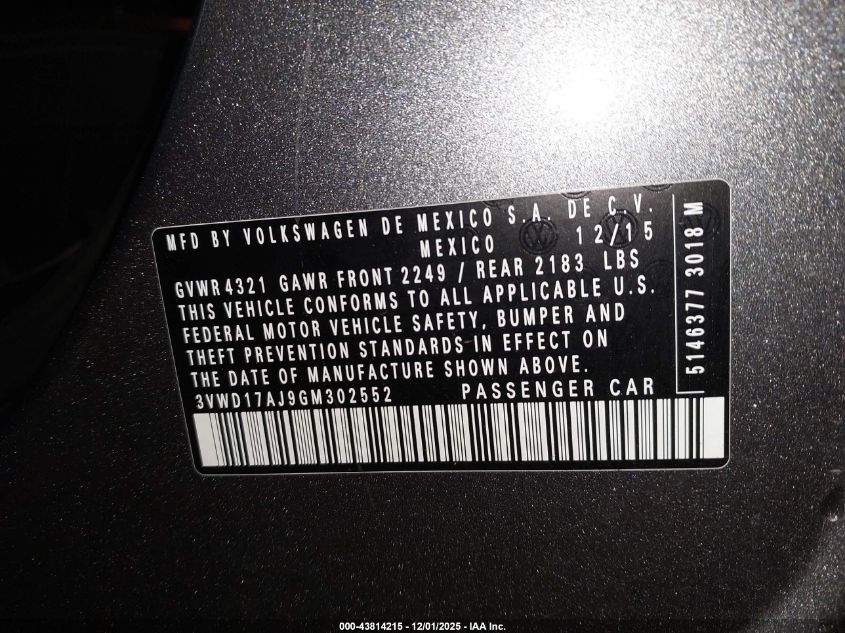 MFD BY VOLKSWAGEN DE MEXICO S.A. DE C.V.
MEXICO 12/15
GVWR 4321 GAWR FRONT 2249 / REAR 2183 LBS
THIS VEHICLE CONFORMS TO ALL APPLICABLE U.S.
FEDERAL MOTOR VEHICLE SAFETY, BUMPER AND
THEFT PREVENTION STANDARDS IN EFFECT ON
THE DATE OF MANUFACTURE SHOWN ABOVE.
3VWD17AJ9GM302552 PASSENGER CAR
5146377 3018 M
000-43814215 - 12/01/2025 - IAA Inc.